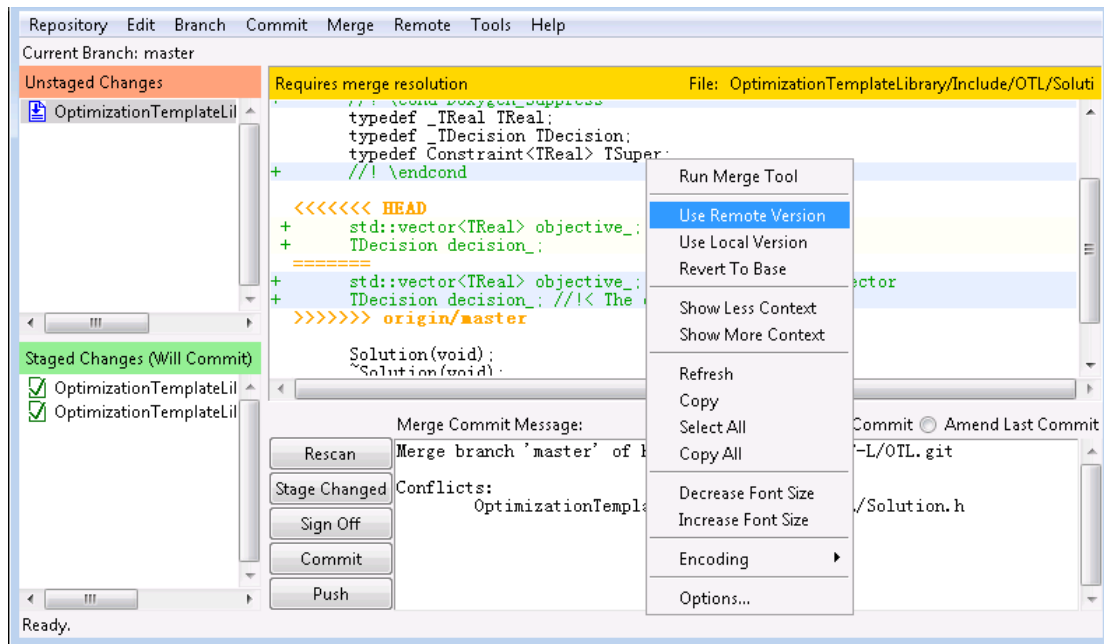 Repository Edit Branch Commit Merge Remote Tools Help
Current Branch: master
Unstaged Changes
OptimizationTemplateLil
Requires merge resolution File: OptimizationTemplateLibrary/Include/OTL/Soluti
+ //! \cond Doxygen_Suppress
typedef _TReal TReal;
typedef _TDecision TDecision;
typedef Constraint<TReal> TSuper;
+ //! \endcond
<<<<<<< HEAD
+ std::vector<TReal> objective_;
+ TDecision decision_;
=======
+ std::vector<TReal> objective_; ector
+ TDecision decision_; //!< The
>>>>>>> origin/master
Solution(void);
~Solution(void);
Run Merge Tool
Use Remote Version
Use Local Version
Revert To Base
Show Less Context
Show More Context
Refresh
Copy
Select All
Copy All
Decrease Font Size
Increase Font Size
Encoding
Options...
Staged Changes (Will Commit)
OptimizationTemplateLil
OptimizationTemplateLil
Merge Commit Message: Commit Amend Last Commit
Rescan
Stage Changed
Sign Off
Commit
Push
Merge branch 'master' of -L/OTL.git
Conflicts:
OptimizationTempla /Solution.h
Ready.